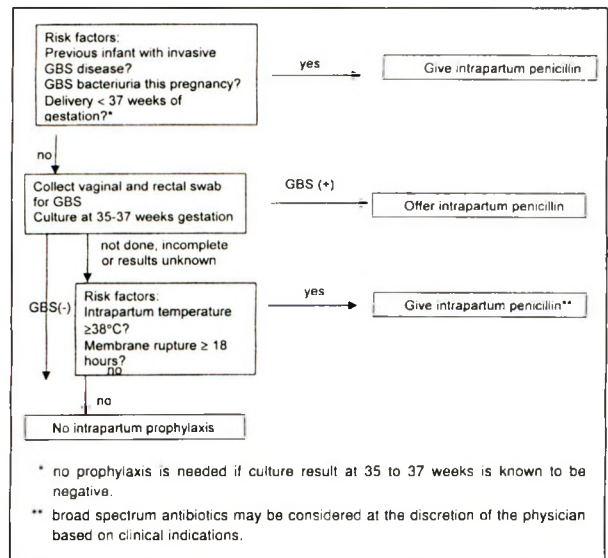 Risk factors:
Previous infant with invasive
GBS disease?
GBS bacteriuria this pregnancy?
Delivery < 37 weeks of
gestation?*
yes
Give intrapartum penicillin
no
Collect vaginal and rectal swab
for GBS
Culture at 35-37 weeks gestation
GBS (+)
Offer intrapartum penicillin
not done, incomplete
or results unknown
GBS(-)
Risk factors:
Intrapartum temperature
≥38°C?
Membrane rupture ≥ 18
hours?
no
yes
Give intrapartum penicillin**
no
No intrapartum prophylaxis
* no prophylaxis is needed if culture result at 35 to 37 weeks is known to be
negative.
** broad spectrum antibiotics may be considered at the discretion of the physician
based on clinical indications.